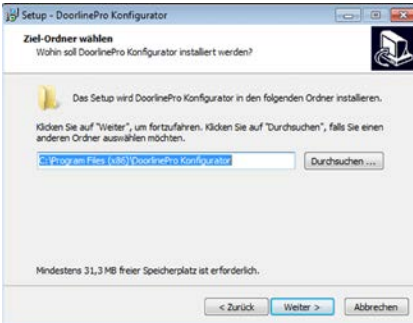 Setup - DoorlinePro Konfigurator
Ziel-Ordner wählen
Wohin soll DoorlinePro Konfigurator installiert werden?
Das Setup wird DoorlinePro Konfigurator in den folgenden Ordner installieren.
Klicken Sie auf "Weiter", um fortzufahren. Klicken Sie auf "Durchsuchen", falls Sie einen
anderen Ordner auswählen möchten.
C:\Program Files (x86)\DoorlinePro Konfigurator
Durchsuchen ...
Mindestens 31,3 MB freier Speicherplatz ist erforderlich.
< Zurück Weiter > Abbrechen